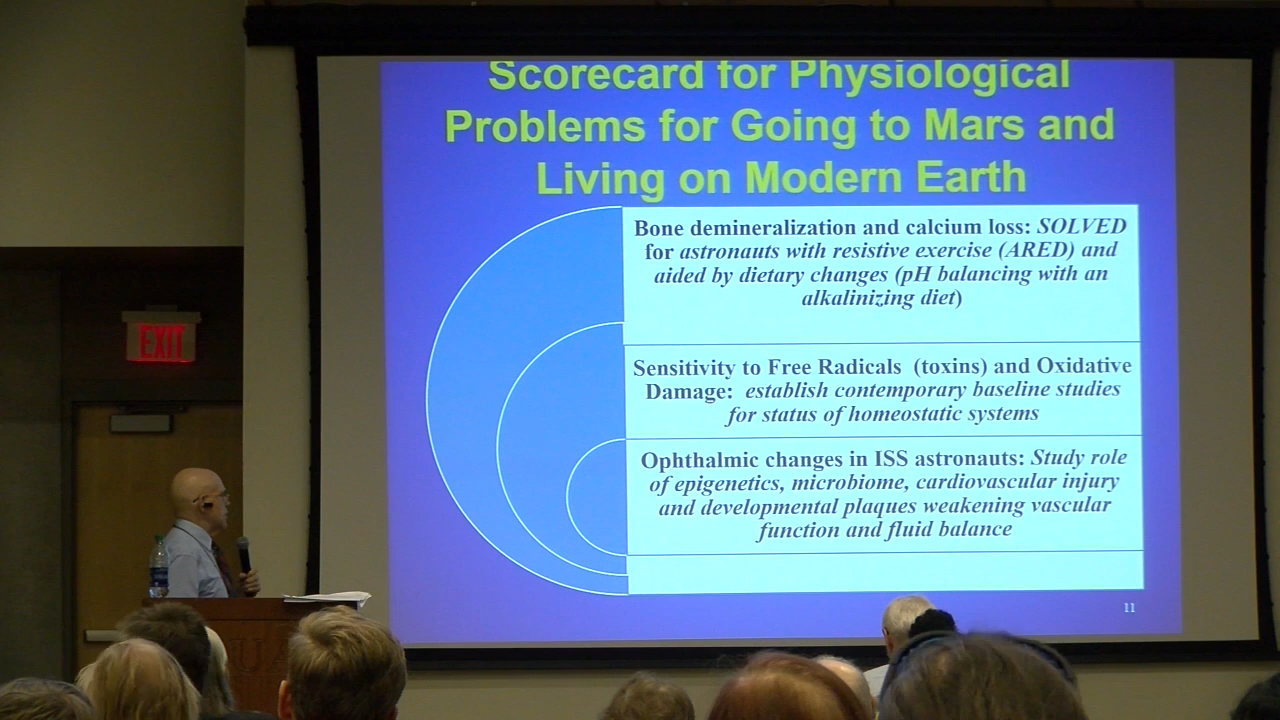 Scorecard for Physiological
Problems for Going to Mars and
Living on Modern Earth
Bone demineralization and calcium loss: SOLVED
for astronauts with resistive exercise (ARED) and
aided by dietary changes (pH balancing with an
alkalinizing diet)
Sensitivity to Free Radicals (toxins) and Oxidative
Damage: establish contemporary baseline studies
for status of homeostatic systems
Ophthalmic changes in ISS astronauts: Study role
of epigenetics, microbiome, cardiovascular injury
and developmental plaques weakening vascular
function and fluid balance
11
EXIT